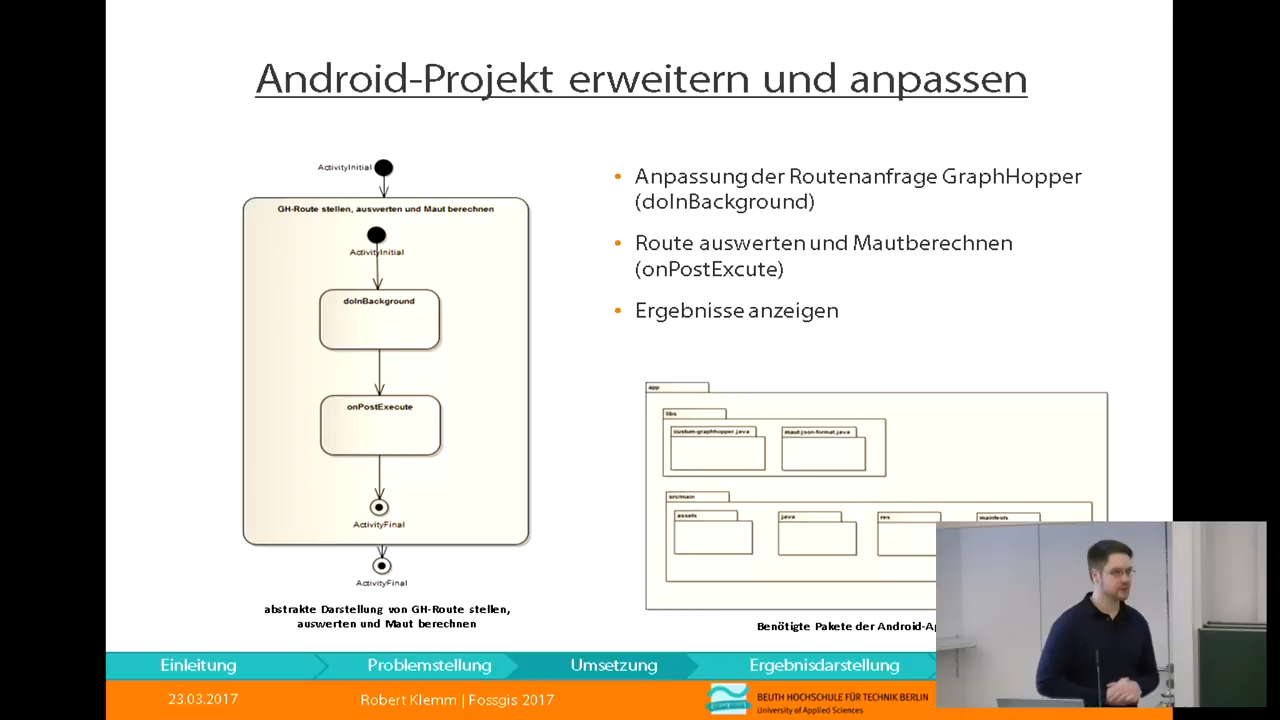 Android-Projekt erweitern und anpassen
ActivityInitial
GH-Route stellen, auswerten und Maut berechnen
ActivityInitial
doInBackground
onPostExecute
ActivityFinal
ActivityFinal
abstrakte Darstellung von GH-Route stellen,
auswerten und Maut berechnen
• Anpassung der Routenanfrage GraphHopper
(doInBackground)
• Route auswerten und Mautberechnen
(onPostExcute)
• Ergebnisse anzeigen
app
libs
custum-graphhopper.java
maut-json-format.java
src/main
assets
java
res
mainfests
Benötigte Pakete der Android-A
Einleitung
Problemstellung
Umsetzung
Ergebnisdarstellung
23.03.2017
Robert Klemm | Fossgis 2017
BEUTH HOCHSCHULE FÜR TECHNIK BERLIN
University of Applied Sciences